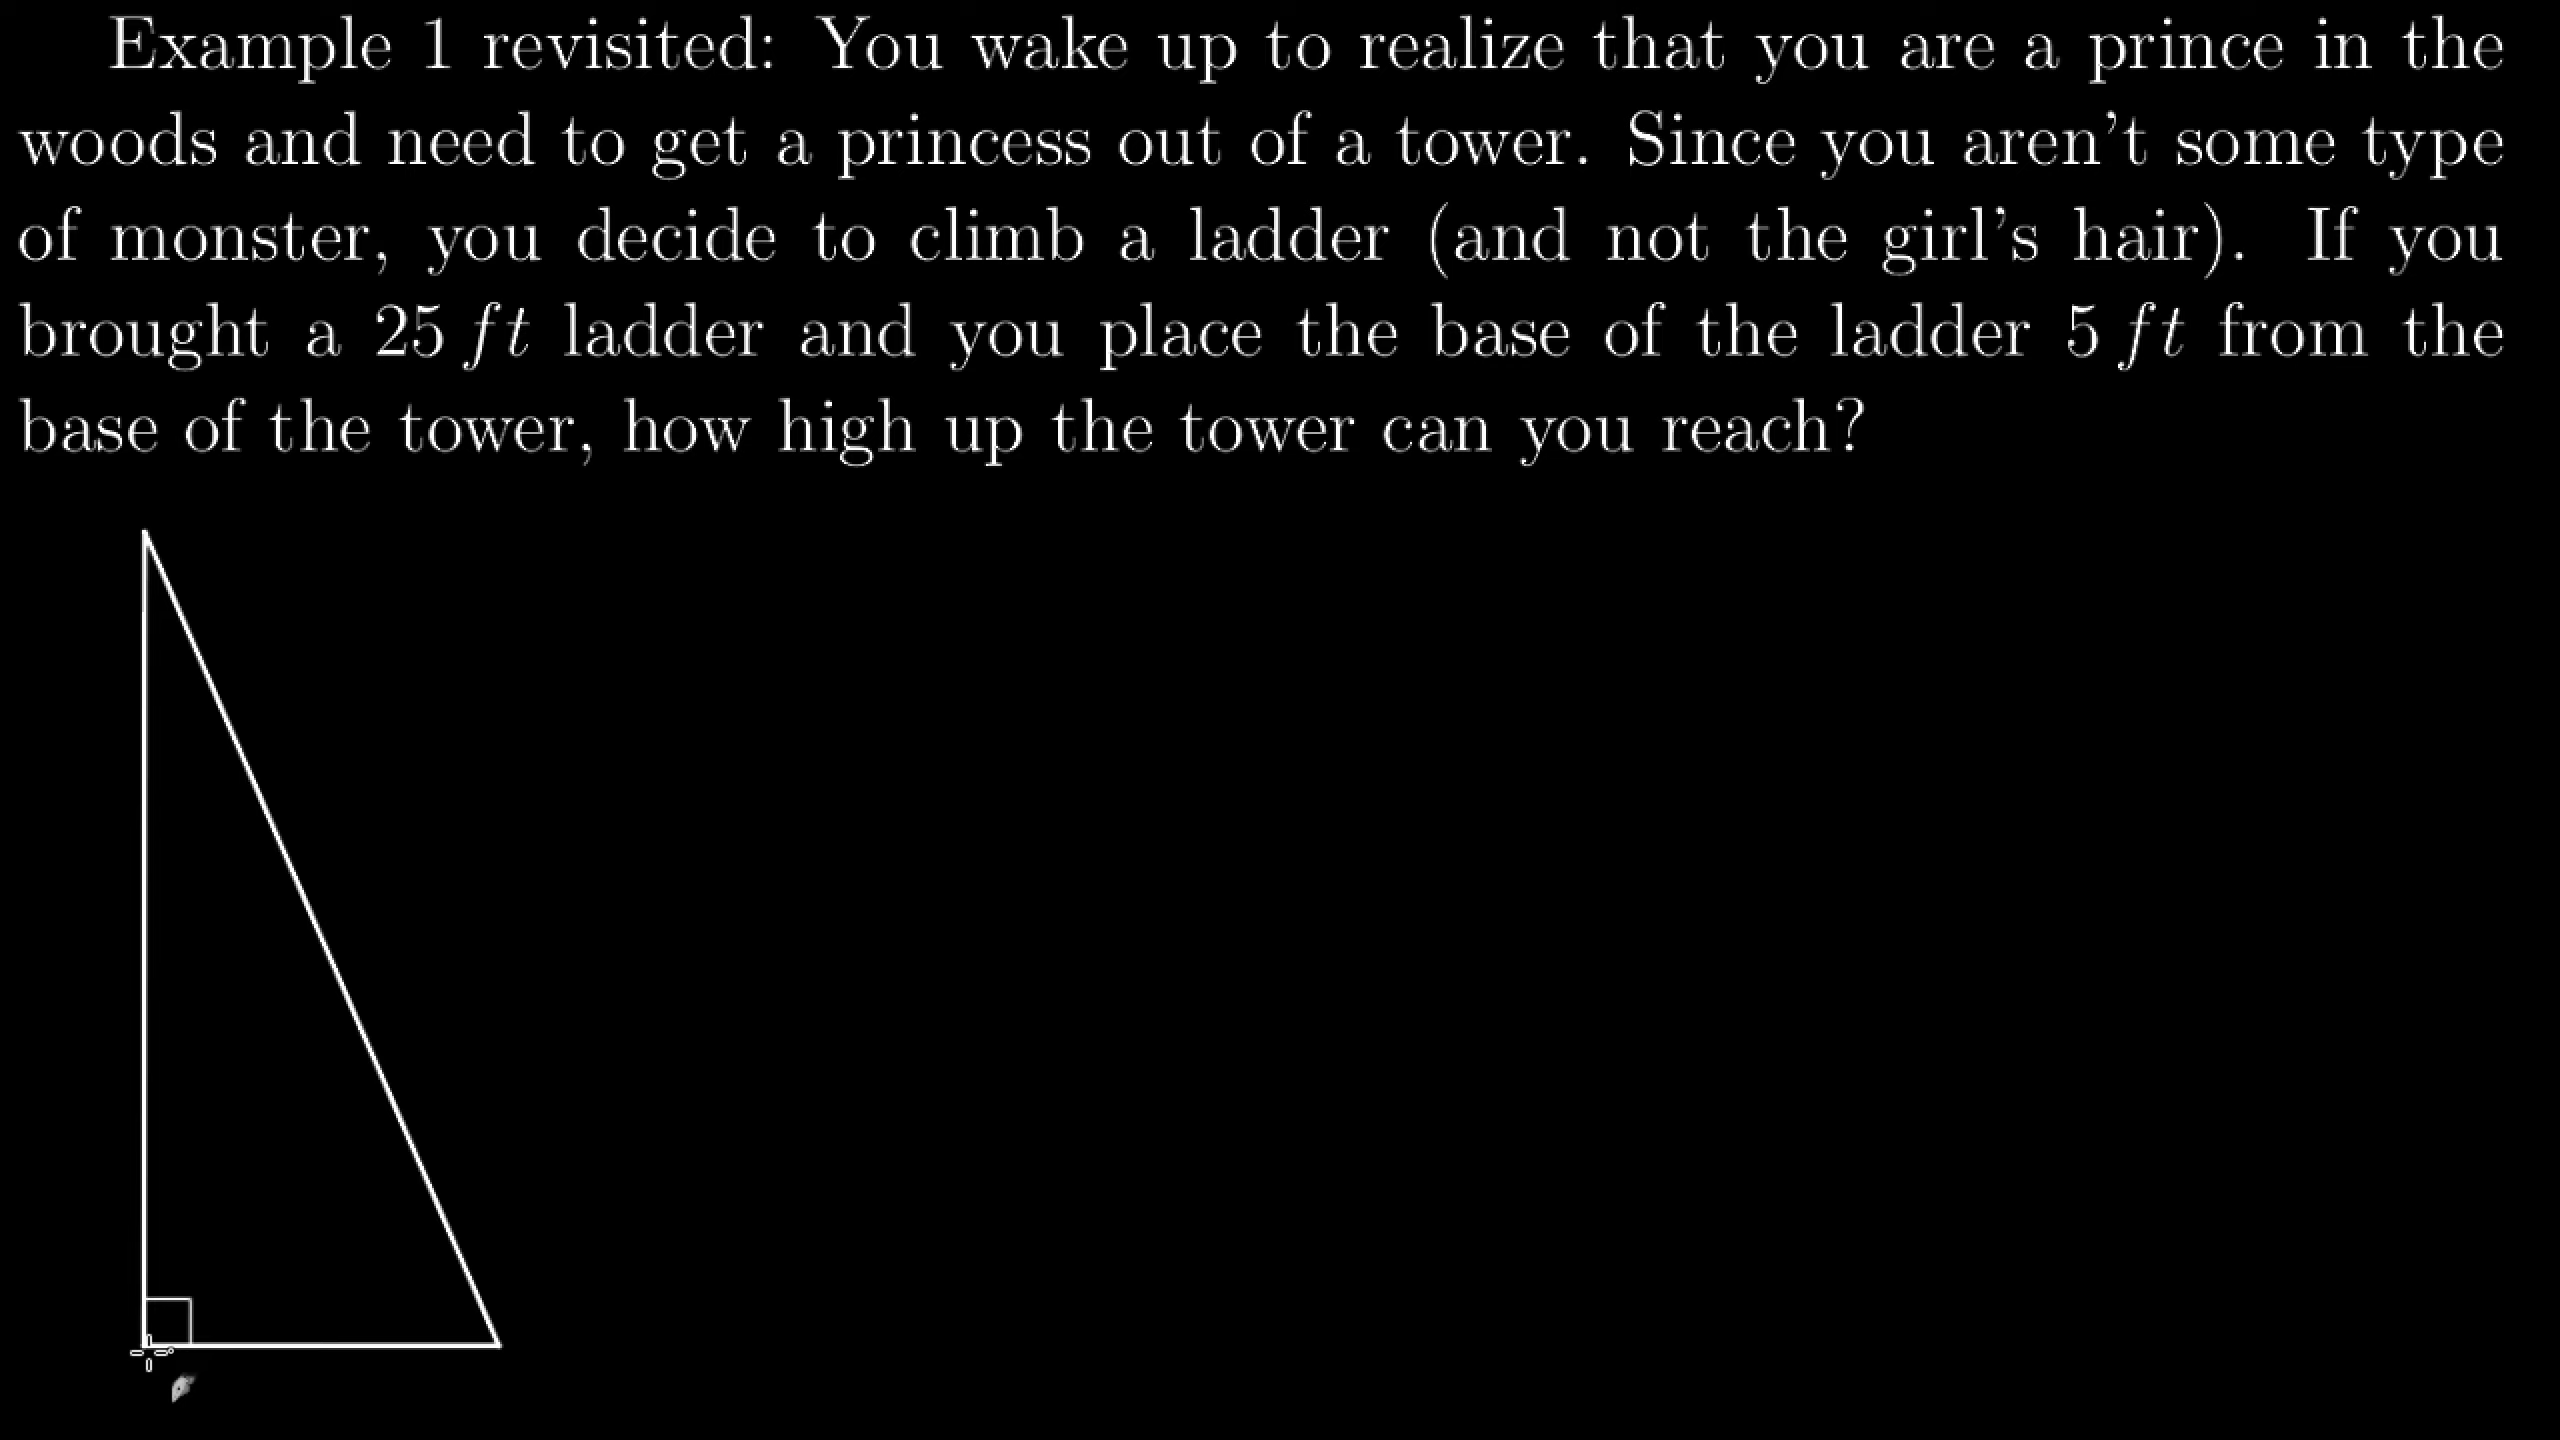 Example 1 revisited: You wake up to realize that you are a prince in the
woods and need to get a princess out of a tower. Since you aren't some type
of monster, you decide to climb a ladder (and not the girl's hair). If you
brought a 25 ft ladder and you place the base of the ladder 5 ft from the
base of the tower, how high up the tower can you reach?